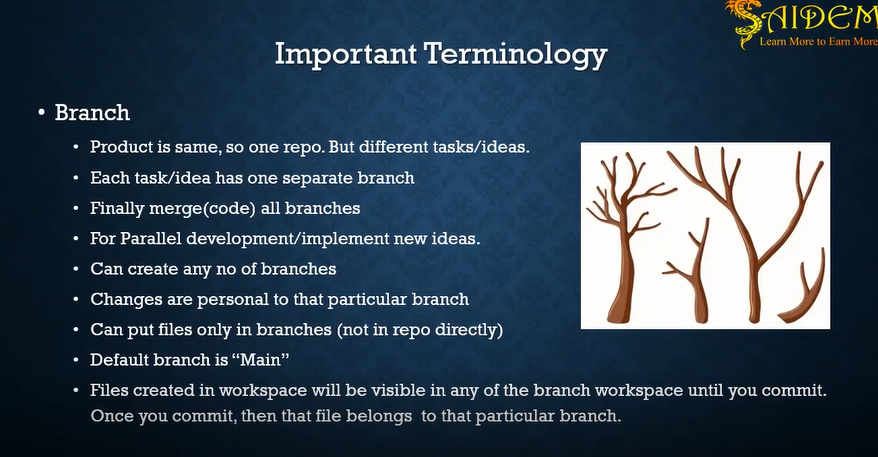 SAIDEM
Learn More to Earn More
Important Terminology
• Branch
• Product is same, so one repo. But different tasks/ideas.
• Each task/idea has one separate branch
• Finally merge(code) all branches
• For Parallel development/implement new ideas.
• Can create any no of branches
• Changes are personal to that particular branch
• Can put files only in branches (not in repo directly)
• Default branch is “Main”
• Files created in workspace will be visible in any of the branch workspace until you commit.
Once you commit, then that file belongs to that particular branch.